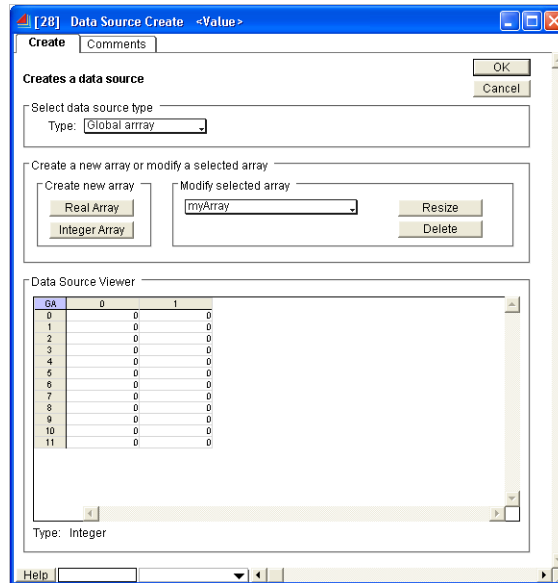 [28] Data Source Create <Value>
Create Comments
OK
Creates a data source
Cancel
Select data source type
Type: Global arrray
Create a new array or modify a selected array
Create new array Modify selected array
Real Array myArray Resize
Integer Array Delete
Data Source Viewer
GA 0 1
0 0 0
1 0 0
2 0 0
3 0 0
4 0 0
5 0 0
6 0 0
7 0 0
8 0 0
9 0 0
10 0 0
11 0 0
Type: Integer
Help